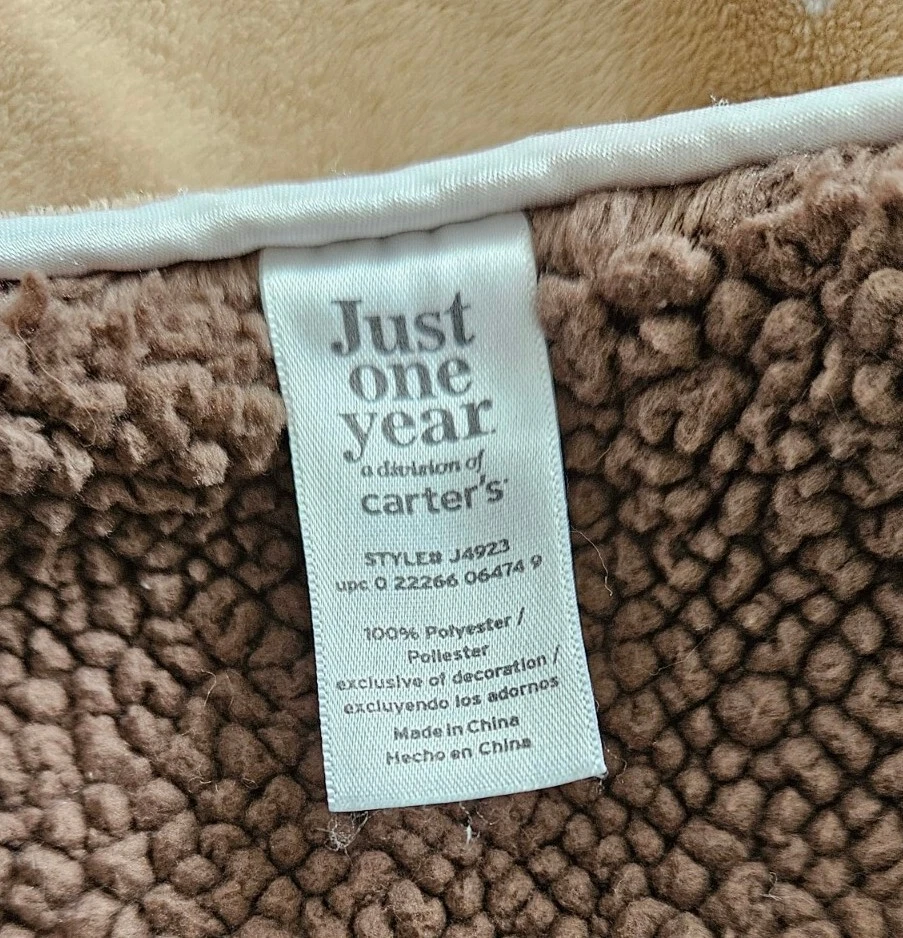 Just
one
year.
a division of
carter's
STYLE# J4923
upc 0 22266 06474 9
100% Polyester /
Poliester
exclusive of decoration /
excluyendo los adornos
Made in China
Hecho en China